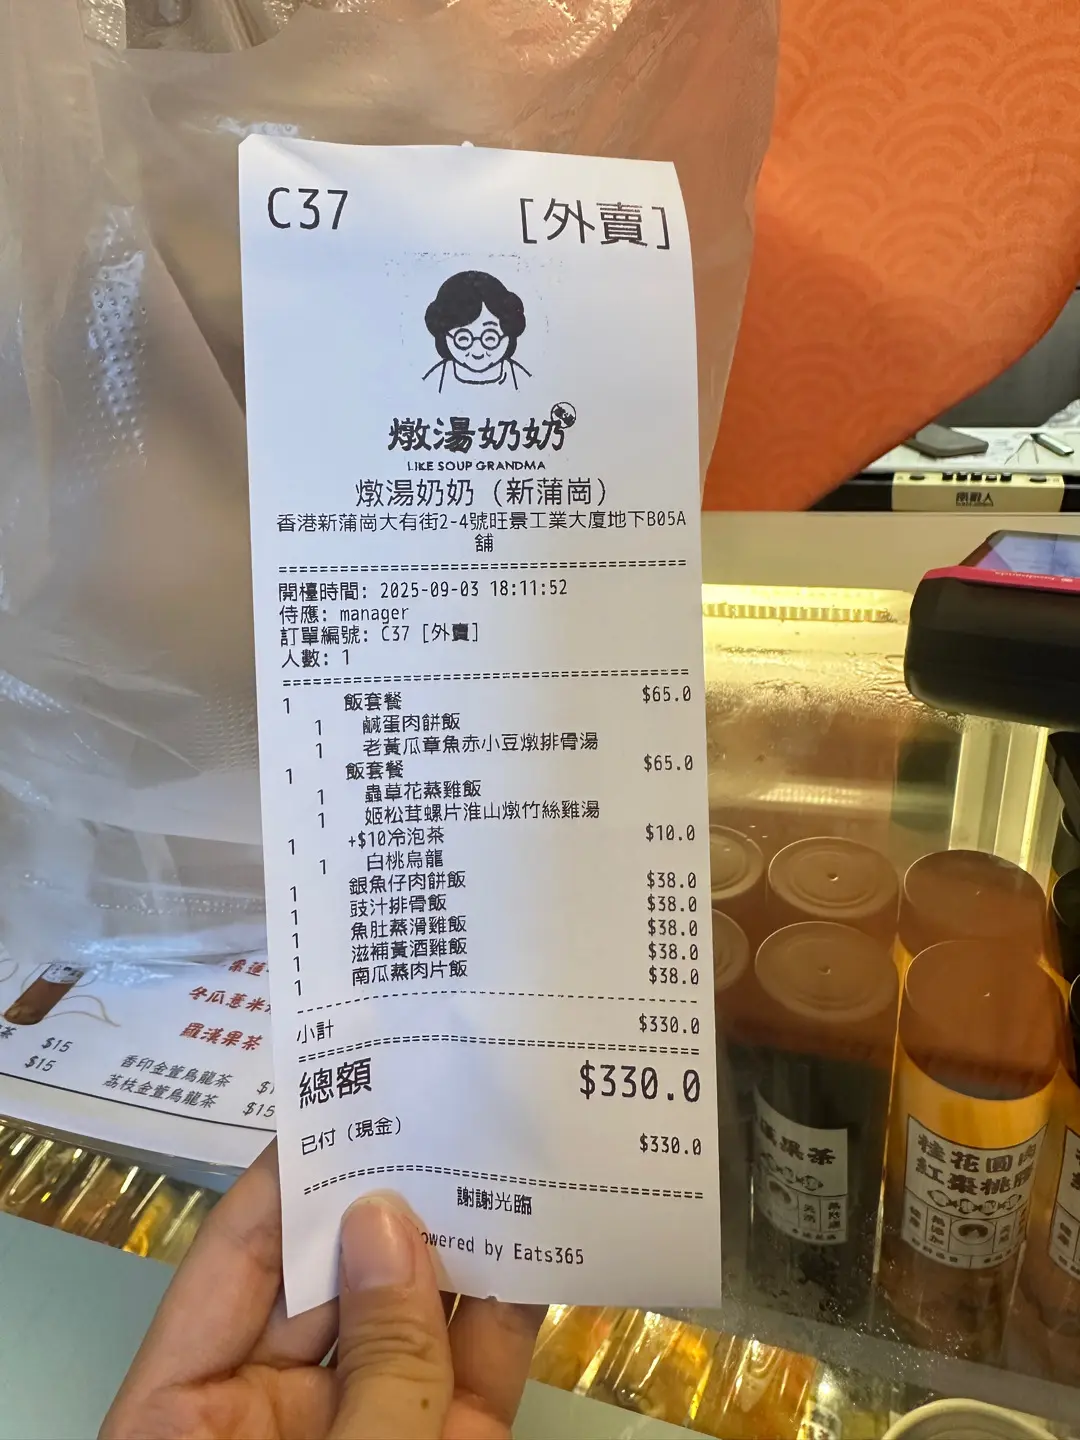 C37 [外賣]
燉湯奶奶
LIKE SOUP GRANDMA
燉湯奶奶 (新蒲崗)
香港新蒲崗大有街2-4號旺景工業大廈地下B05A
舖
開檯時間: 2025-09-03 18:11:52
侍應: manager
訂單編號: C37 [外賣]
人數: 1
1 飯套餐 $65.0
1 鹹蛋肉餅飯
1 老黃瓜章魚赤小豆燉排骨湯
1 飯套餐 $65.0
1 蟲草花蒸雞飯
1 姬松茸螺片淮山燉竹絲雞湯
1 +$10冷泡茶 $10.0
1 白桃烏龍
1 銀魚仔肉餅飯 $38.0
1 豉汁排骨飯 $38.0
1 魚肚蒸滑雞飯 $38.0
1 滋補黃酒雞飯 $38.0
1 南瓜蒸肉片飯 $38.0
小計 $330.0
總額 $330.0
已付 (現金) $330.0
謝謝光臨
owered by Eats365
冬瓜薏米
羅漢果茶
茶 $15
$15
香印金萱烏龍茶
荔枝金萱烏龍茶 $15
果茶
桂花圓肉
紅棗桃膠